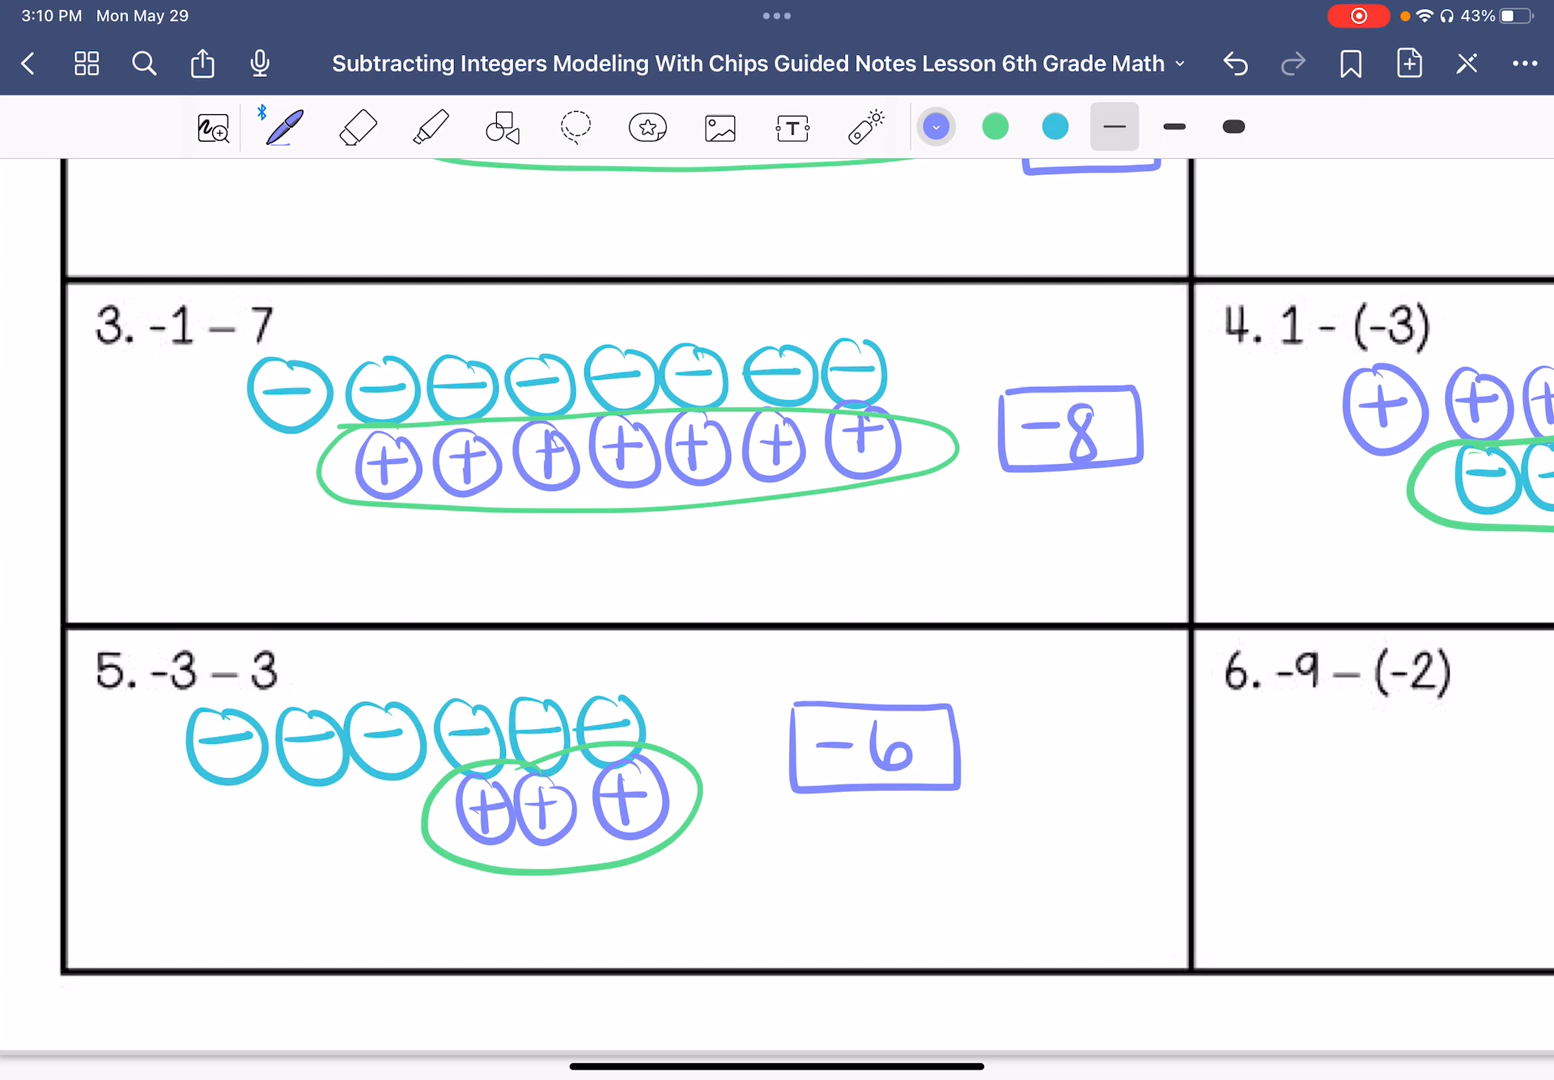 3:10 PM Mon May 29
43%
Subtracting Integers Modeling With Chips Guided Notes Lesson 6th Grade Math
T
3. -1 – 7
− − − − − − − −
+ + + + + + +
-8
4. 1 - (-3)
+ + +
− −
5. -3 – 3
− − − − − −
+ + +
-6
6. -9 – (-2)